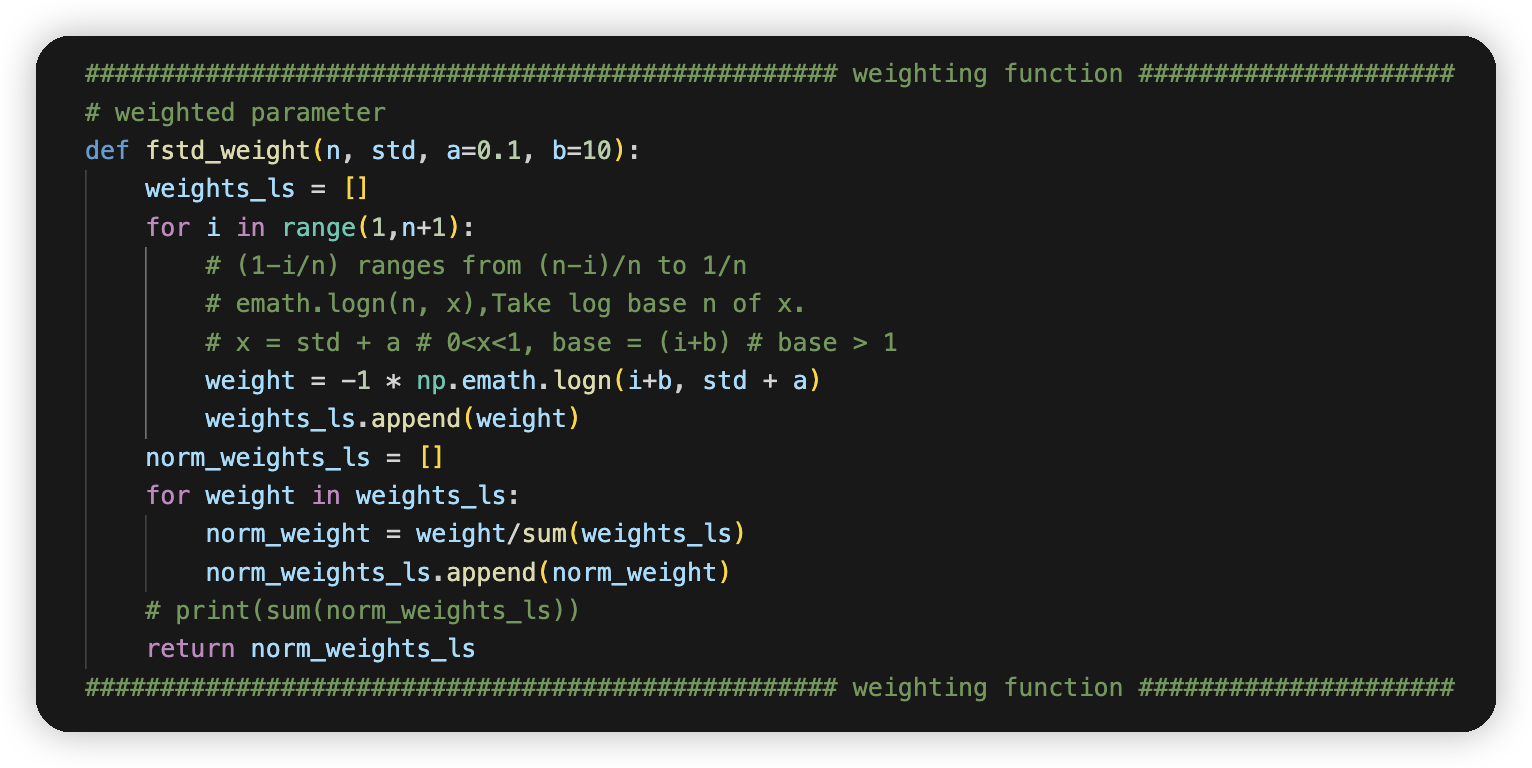 ################################################## weighting function #####################
# weighted parameter
def fstd_weight(n, std, a=0.1, b=10):
    weights_ls = []
    for i in range(1,n+1):
        # (1-i/n) ranges from (n-i)/n to 1/n
        # emath.logn(n, x),Take log base n of x.
        # x = std + a # 0<x<1, base = (i+b) # base > 1
        weight = -1 * np.emath.logn(i+b, std + a)
        weights_ls.append(weight)
    norm_weights_ls = []
    for weight in weights_ls:
        norm_weight = weight/sum(weights_ls)
        norm_weights_ls.append(norm_weight)
    # print(sum(norm_weights_ls))
    return norm_weights_ls
################################################## weighting function #####################